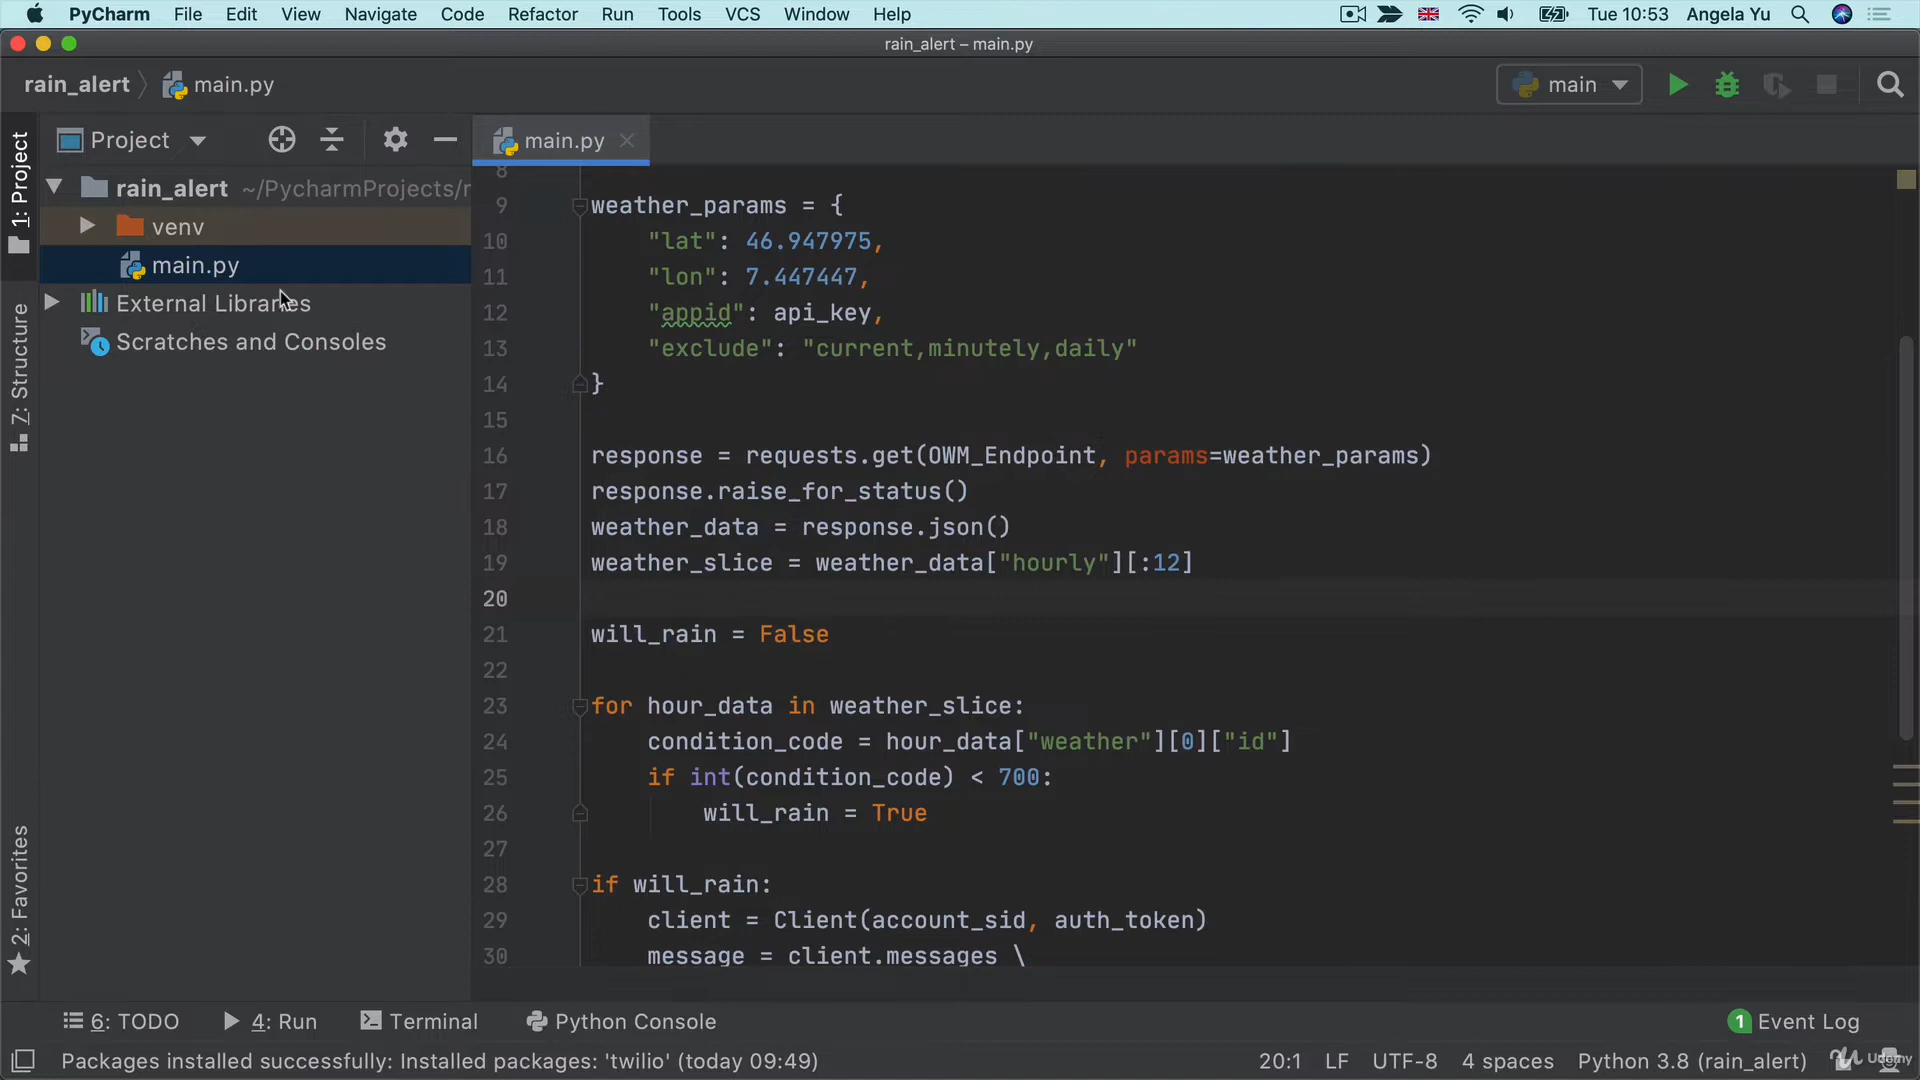 PyCharm File Edit View Navigate Code Refactor Run Tools VCS Window Help Tue 10:53 Angela Yu
rain_alert – main.py
rain_alert main.py main
1: Project
Project
main.py
rain_alert ~/PycharmProjects/r
venv
main.py
External Libraries
Scratches and Consoles
7: Structure
2: Favorites
8
9 weather_params = {
10 "lat": 46.947975,
11 "lon": 7.447447,
12 "appid": api_key,
13 "exclude": "current,minutely,daily"
14 }
15
16 response = requests.get(OWM_Endpoint, params=weather_params)
17 response.raise_for_status()
18 weather_data = response.json()
19 weather_slice = weather_data["hourly"][:12]
20
21 will_rain = False
22
23 for hour_data in weather_slice:
24 condition_code = hour_data["weather"][0]["id"]
25 if int(condition_code) < 700:
26 will_rain = True
27
28 if will_rain:
29 client = Client(account_sid, auth_token)
30 message = client.messages \
6: TODO 4: Run Terminal Python Console 1 Event Log
Packages installed successfully: Installed packages: 'twilio' (today 09:49) 20:1 LF UTF-8 4 spaces Python 3.8 (rain_alert) Udemy